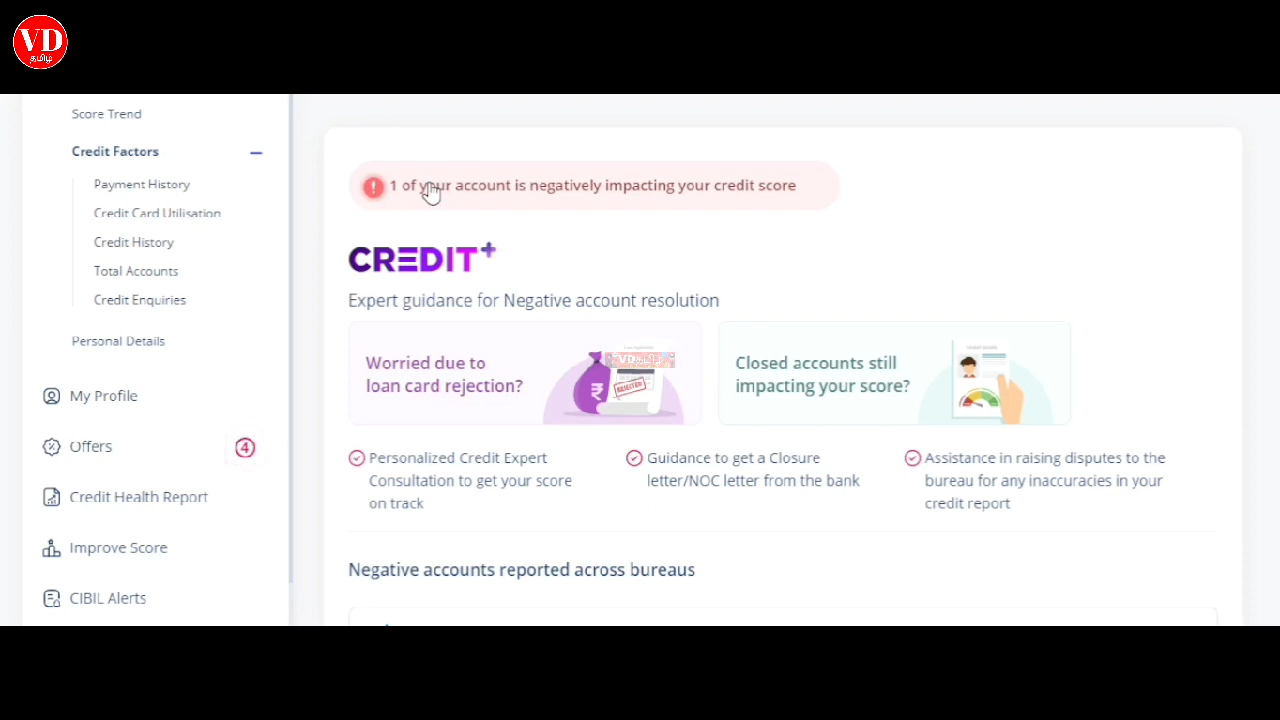 VD
தமிழ்
Score Trend
Credit Factors
Payment History
Credit Card Utilisation
Credit History
Total Accounts
Credit Enquiries
Personal Details
My Profile
Offers
4
Credit Health Report
Improve Score
CIBIL Alerts
1 of your account is negatively impacting your credit score
CREDIT+
Expert guidance for Negative account resolution
Worried due to
loan card rejection?
VDதமிழ்
REJECTED
Closed accounts still
impacting your score?
Personalized Credit Expert
Consultation to get your score
on track
Guidance to get a Closure
letter/NOC letter from the bank
Assistance in raising disputes to the
bureau for any inaccuracies in your
credit report
Negative accounts reported across bureaus